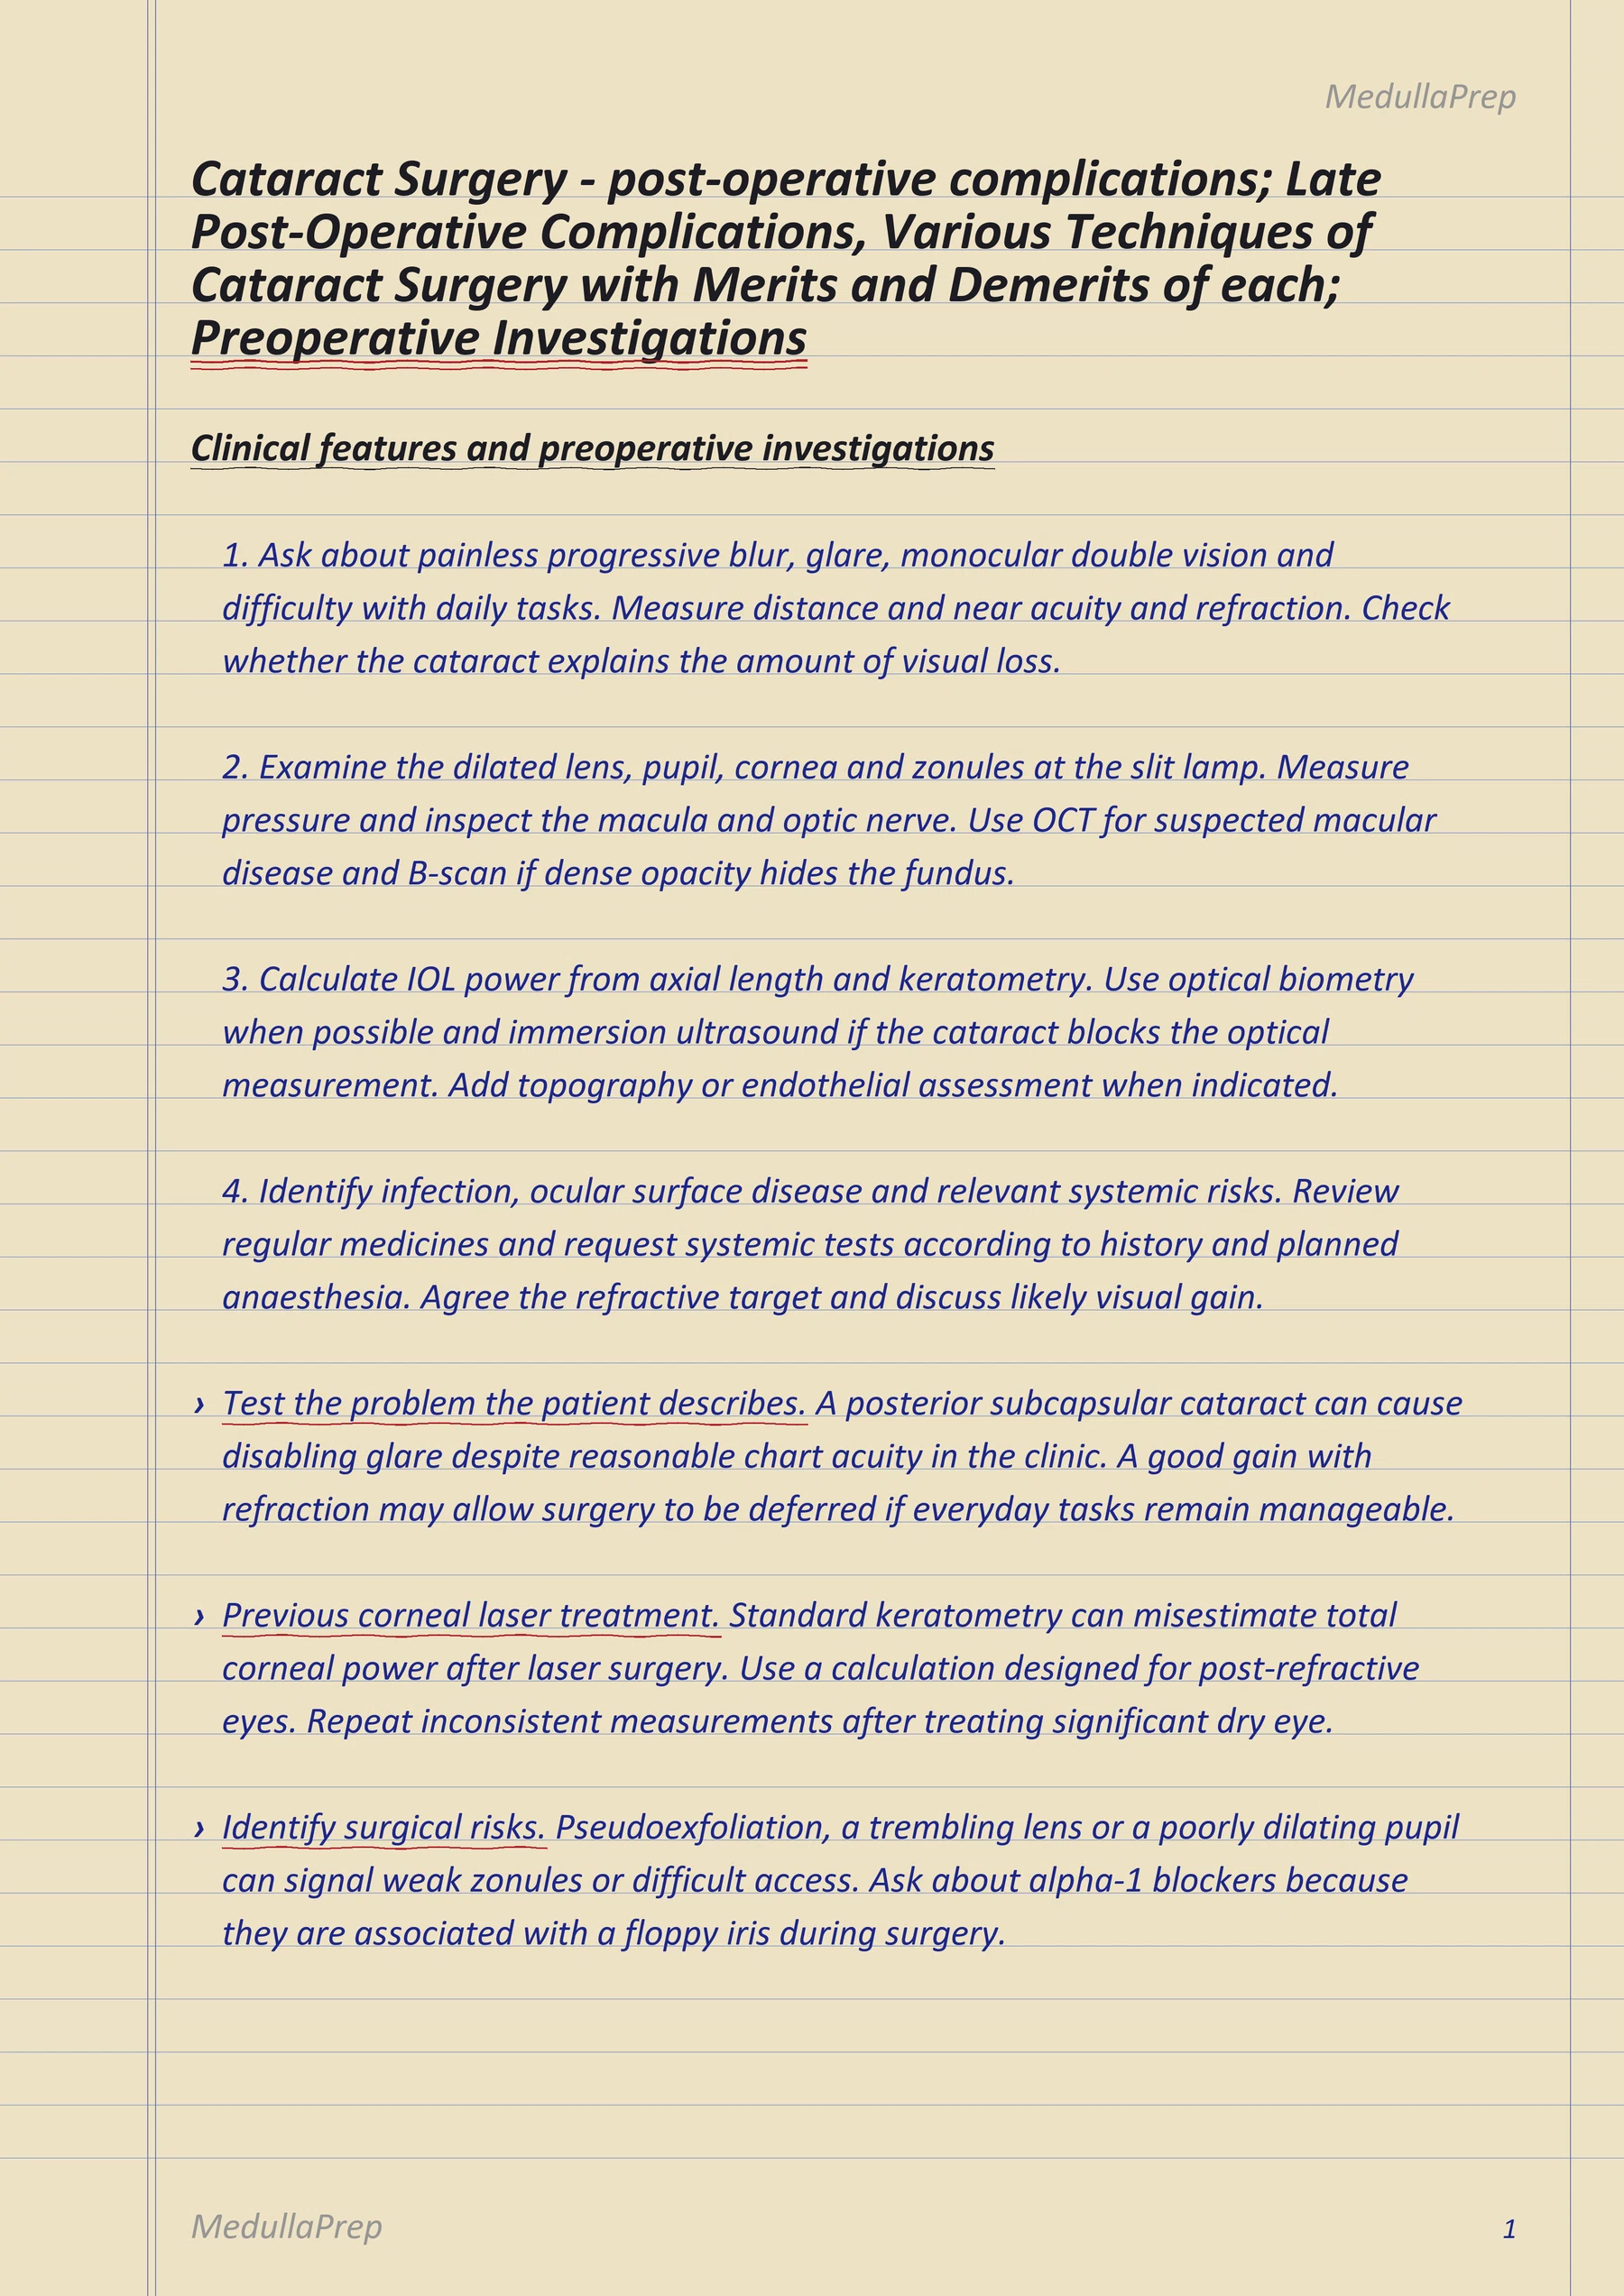 MedullaPrep
Cataract Surgery - post-operative complications; Late
Post-Operative Complications, Various Techniques of
Cataract Surgery with Merits and Demerits of each;
Preoperative Investigations
Clinical features and preoperative investigations
1. Ask about painless progressive blur, glare, monocular double vision and
difficulty with daily tasks. Measure distance and near acuity and refraction. Check
whether the cataract explains the amount of visual loss.
2. Examine the dilated lens, pupil, cornea and zonules at the slit lamp. Measure
pressure and inspect the macula and optic nerve. Use OCT for suspected macular
disease and B-scan if dense opacity hides the fundus.
3. Calculate IOL power from axial length and keratometry. Use optical biometry
when possible and immersion ultrasound if the cataract blocks the optical
measurement. Add topography or endothelial assessment when indicated.
4. Identify infection, ocular surface disease and relevant systemic risks. Review
regular medicines and request systemic tests according to history and planned
anaesthesia. Agree the refractive target and discuss likely visual gain.
› Test the problem the patient describes. A posterior subcapsular cataract can cause
disabling glare despite reasonable chart acuity in the clinic. A good gain with
refraction may allow surgery to be deferred if everyday tasks remain manageable.
› Previous corneal laser treatment. Standard keratometry can misestimate total
corneal power after laser surgery. Use a calculation designed for post-refractive
eyes. Repeat inconsistent measurements after treating significant dry eye.
› Identify surgical risks. Pseudoexfoliation, a trembling lens or a poorly dilating pupil
can signal weak zonules or difficult access. Ask about alpha-1 blockers because
they are associated with a floppy iris during surgery.
MedullaPrep
1